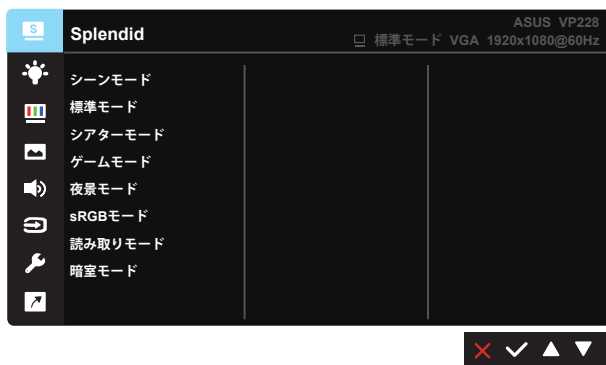 S
Splendid
ASUS VP228
標準モード VGA 1920x1080@60Hz
シーンモード
標準モード
シアターモード
ゲームモード
夜景モード
sRGBモード
読み取りモード
暗室モード